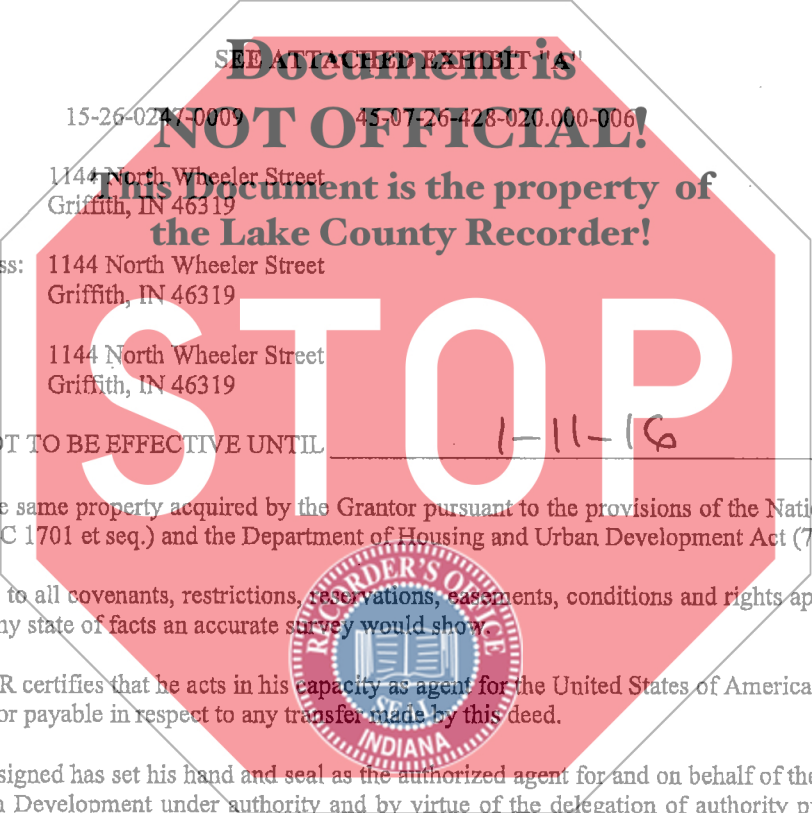 SEE ATTACHED EXHIBIT "A"
Document is
15-26-0247-0009 45-07-26-428-020.000-006
NOT OFFICIAL!
1144 North Wheeler Street
This Document is the property of
Griffith, IN 46319
the Lake County Recorder!
ss: 1144 North Wheeler Street
Griffith, IN 46319
STOP
1144 North Wheeler Street
Griffith, IN 46319
OT TO BE EFFECTIVE UNTIL 1-11-16
e same property acquired by the Grantor pursuant to the provisions of the Natio
C 1701 et seq.) and the Department of Housing and Urban Development Act (7
RECORDER'S OFFICE
to all covenants, restrictions, reservations, easements, conditions and rights ap
ny state of facts an accurate survey would show.
R certifies that he acts in his capacity as agent for the United States of America
SEAL
or payable in respect to any transfer made by this deed.
INDIANA
signed has set his hand and seal as the authorized agent for and on behalf of the
n Development under authority and by virtue of the delegation of authority p